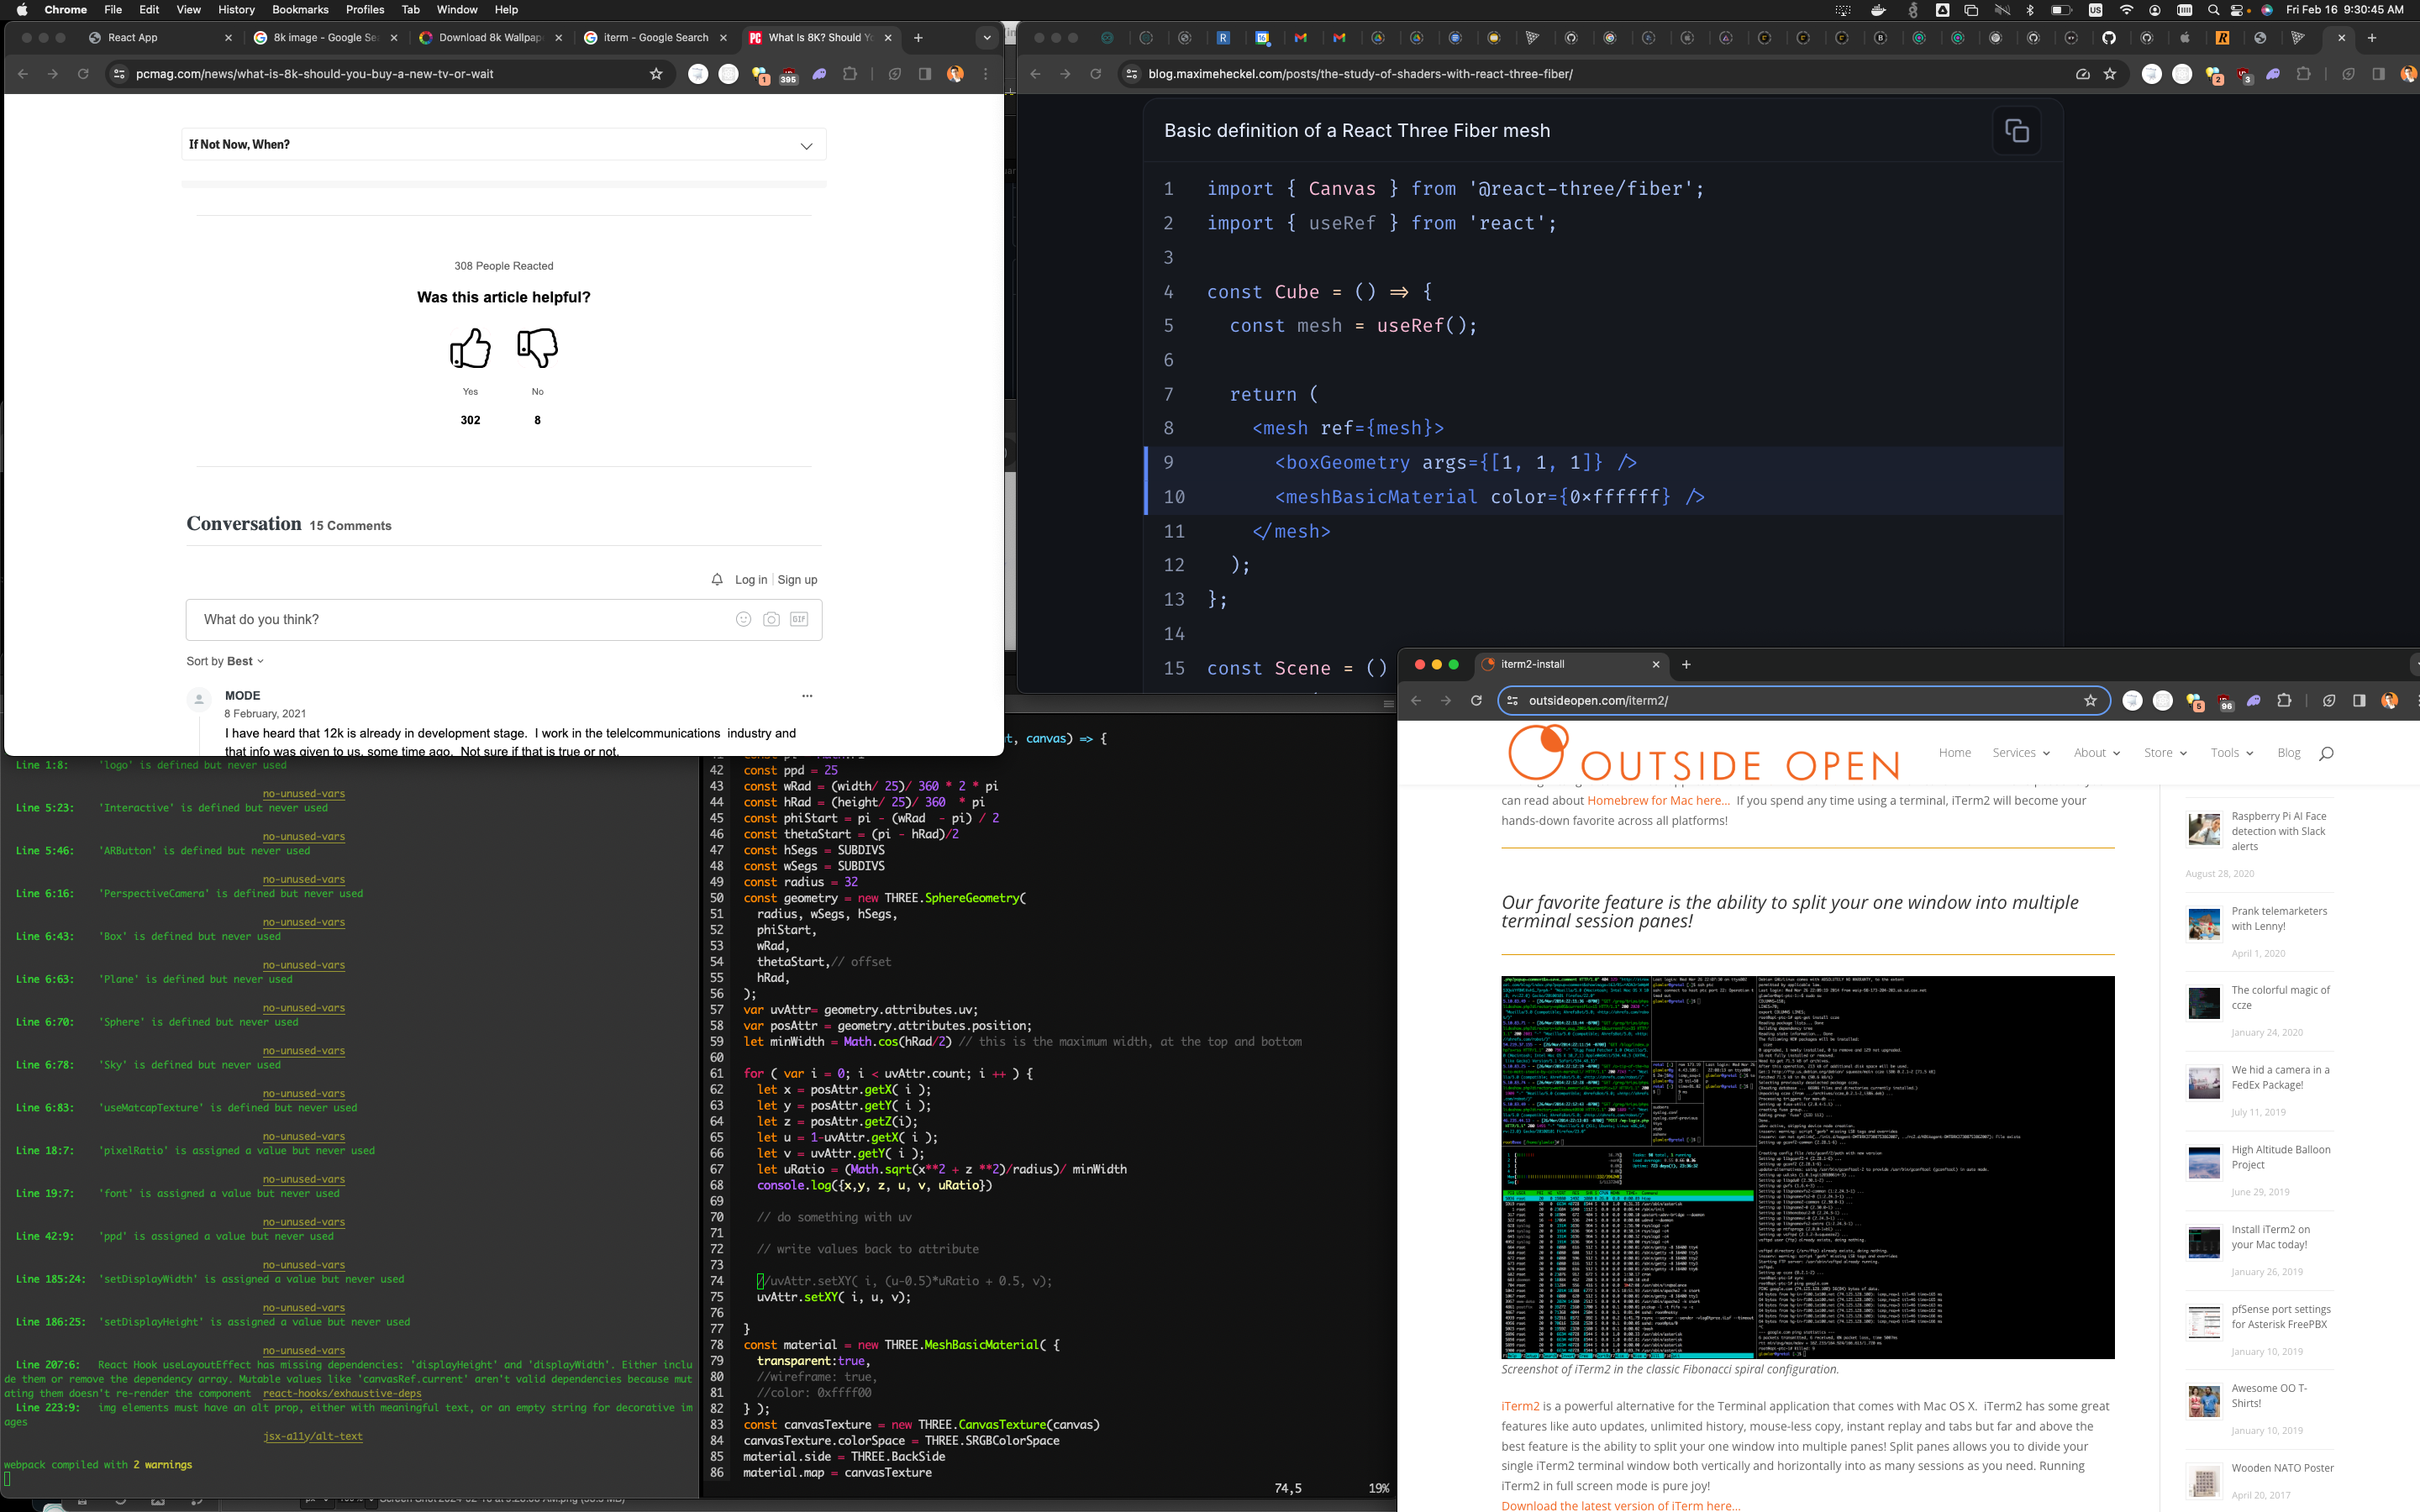 Chrome File Edit View History Bookmarks Profiles Tab Window Help
Fri Feb 16 9:30:45 AM
React App
8k image - Google Se
Download 8k Wallpap
iterm - Google Search
What Is 8K? Should Y
pcmag.com/news/what-is-8k-should-you-buy-a-new-tv-or-wait
1
395
If Not Now, When?
308 People Reacted
Was this article helpful?
Yes No
302 8
Conversation 15 Comments
Log in Sign up
What do you think?
GIF
Sort by Best
MODE
8 February, 2021
I have heard that 12k is already in development stage. I work in the telelcommunications industry and
that info was given to us, some time ago. Not sure if that is true or not.
blog.maximeheckel.com/posts/the-study-of-shaders-with-react-three-fiber/
2
3
Basic definition of a React Three Fiber mesh
1 import { Canvas } from '@react-three/fiber';
2 import { useRef } from 'react';
3
4 const Cube = () => {
5 const mesh = useRef();
6
7 return (
8 <mesh ref={mesh}>
9 <boxGeometry args={[1, 1, 1]} />
10 <meshBasicMaterial color={0xffffff} />
11 </mesh>
12 );
13 };
14
15 const Scene = ()
Line 1:8: 'logo' is defined but never used
no-unused-vars
Line 5:23: 'Interactive' is defined but never used
no-unused-vars
Line 5:46: 'ARButton' is defined but never used
no-unused-vars
Line 6:16: 'PerspectiveCamera' is defined but never used
no-unused-vars
Line 6:43: 'Box' is defined but never used
no-unused-vars
Line 6:63: 'Plane' is defined but never used
no-unused-vars
Line 6:70: 'Sphere' is defined but never used
no-unused-vars
Line 6:78: 'Sky' is defined but never used
no-unused-vars
Line 6:83: 'useMatcapTexture' is defined but never used
no-unused-vars
Line 18:7: 'pixelRatio' is assigned a value but never used
no-unused-vars
Line 19:7: 'font' is assigned a value but never used
no-unused-vars
Line 42:9: 'ppd' is assigned a value but never used
no-unused-vars
Line 185:24: 'setDisplayWidth' is assigned a value but never used
no-unused-vars
Line 186:25: 'setDisplayHeight' is assigned a value but never used
no-unused-vars
Line 207:6: React Hook useLayoutEffect has missing dependencies: 'displayHeight' and 'displayWidth'. Either inclu
de them or remove the dependency array. Mutable values like 'canvasRef.current' aren't valid dependencies because mut
ating them doesn't re-render the component react-hooks/exhaustive-deps
Line 223:9: img elements must have an alt prop, either with meaningful text, or an empty string for decorative im
ages
jsx-a11y/alt-text
webpack compiled with 2 warnings
t, canvas) => {
42 const ppd = 25
43 const wRad = (width/ 25)/ 360 * 2 * pi
44 const hRad = (height/ 25)/ 360 * pi
45 const phiStart = pi - (wRad - pi) / 2
46 const thetaStart = (pi - hRad)/2
47 const hSegs = SUBDIVS
48 const wSegs = SUBDIVS
49 const radius = 32
50 const geometry = new THREE.SphereGeometry(
51 radius, wSegs, hSegs,
52 phiStart,
53 wRad,
54 thetaStart,// offset
55 hRad,
56 );
57 var uvAttr= geometry.attributes.uv;
58 var posAttr = geometry.attributes.position;
59 let minWidth = Math.cos(hRad/2) // this is the maximum width, at the top and bottom
60
61 for ( var i = 0; i < uvAttr.count; i ++ ) {
62 let x = posAttr.getX( i );
63 let y = posAttr.getY( i );
64 let z = posAttr.getZ(i);
65 let u = 1-uvAttr.getX( i );
66 let v = uvAttr.getY( i );
67 let uRatio = (Math.sqrt(x**2 + z **2)/radius)/ minWidth
68 console.log({x,y, z, u, v, uRatio})
69
70 // do something with uv
71
72 // write values back to attribute
73
74 //uvAttr.setXY( i, (u-0.5)*uRatio + 0.5, v);
75 uvAttr.setXY( i, u, v);
76
77 }
78 const material = new THREE.MeshBasicMaterial( {
79 transparent:true,
80 //wireframe: true,
81 //color: 0xffff00
82 } );
83 const canvasTexture = new THREE.CanvasTexture(canvas)
84 canvasTexture.colorSpace = THREE.SRGBColorSpace
85 material.side = THREE.BackSide
86 material.map = canvasTexture
74,5 19%
iterm2-install
outsideopen.com/iterm2/
5
96
OUTSIDE OPEN
Home Services About Store Tools Blog
can read about Homebrew for Mac here... If you spend any time using a terminal, iTerm2 will become your
hands-down favorite across all platforms!
Our favorite feature is the ability to split your one window into multiple
terminal session panes!
Screenshot of iTerm2 in the classic Fibonacci spiral configuration.
iTerm2 is a powerful alternative for the Terminal application that comes with Mac OS X. iTerm2 has some great
features like auto updates, unlimited history, mouse-less copy, instant replay and tabs but far and above the
best feature is the ability to split your one window into multiple panes! Split panes allows you to divide your
single iTerm2 terminal window both vertically and horizontally into as many sessions as you need. Running
iTerm2 in full screen mode is pure joy!
Download the latest version of iTerm here...
Raspberry Pi AI Face
detection with Slack
alerts
August 28, 2020
Prank telemarketers
with Lenny!
April 1, 2020
The colorful magic of
ccze
January 24, 2020
We hid a camera in a
FedEx Package!
July 11, 2019
High Altitude Balloon
Project
June 29, 2019
Install iTerm2 on
your Mac today!
January 26, 2019
pfSense port settings
for Asterisk FreePBX
January 10, 2019
Awesome OO T-
Shirts!
January 10, 2019
Wooden NATO Poster
April 20, 2017